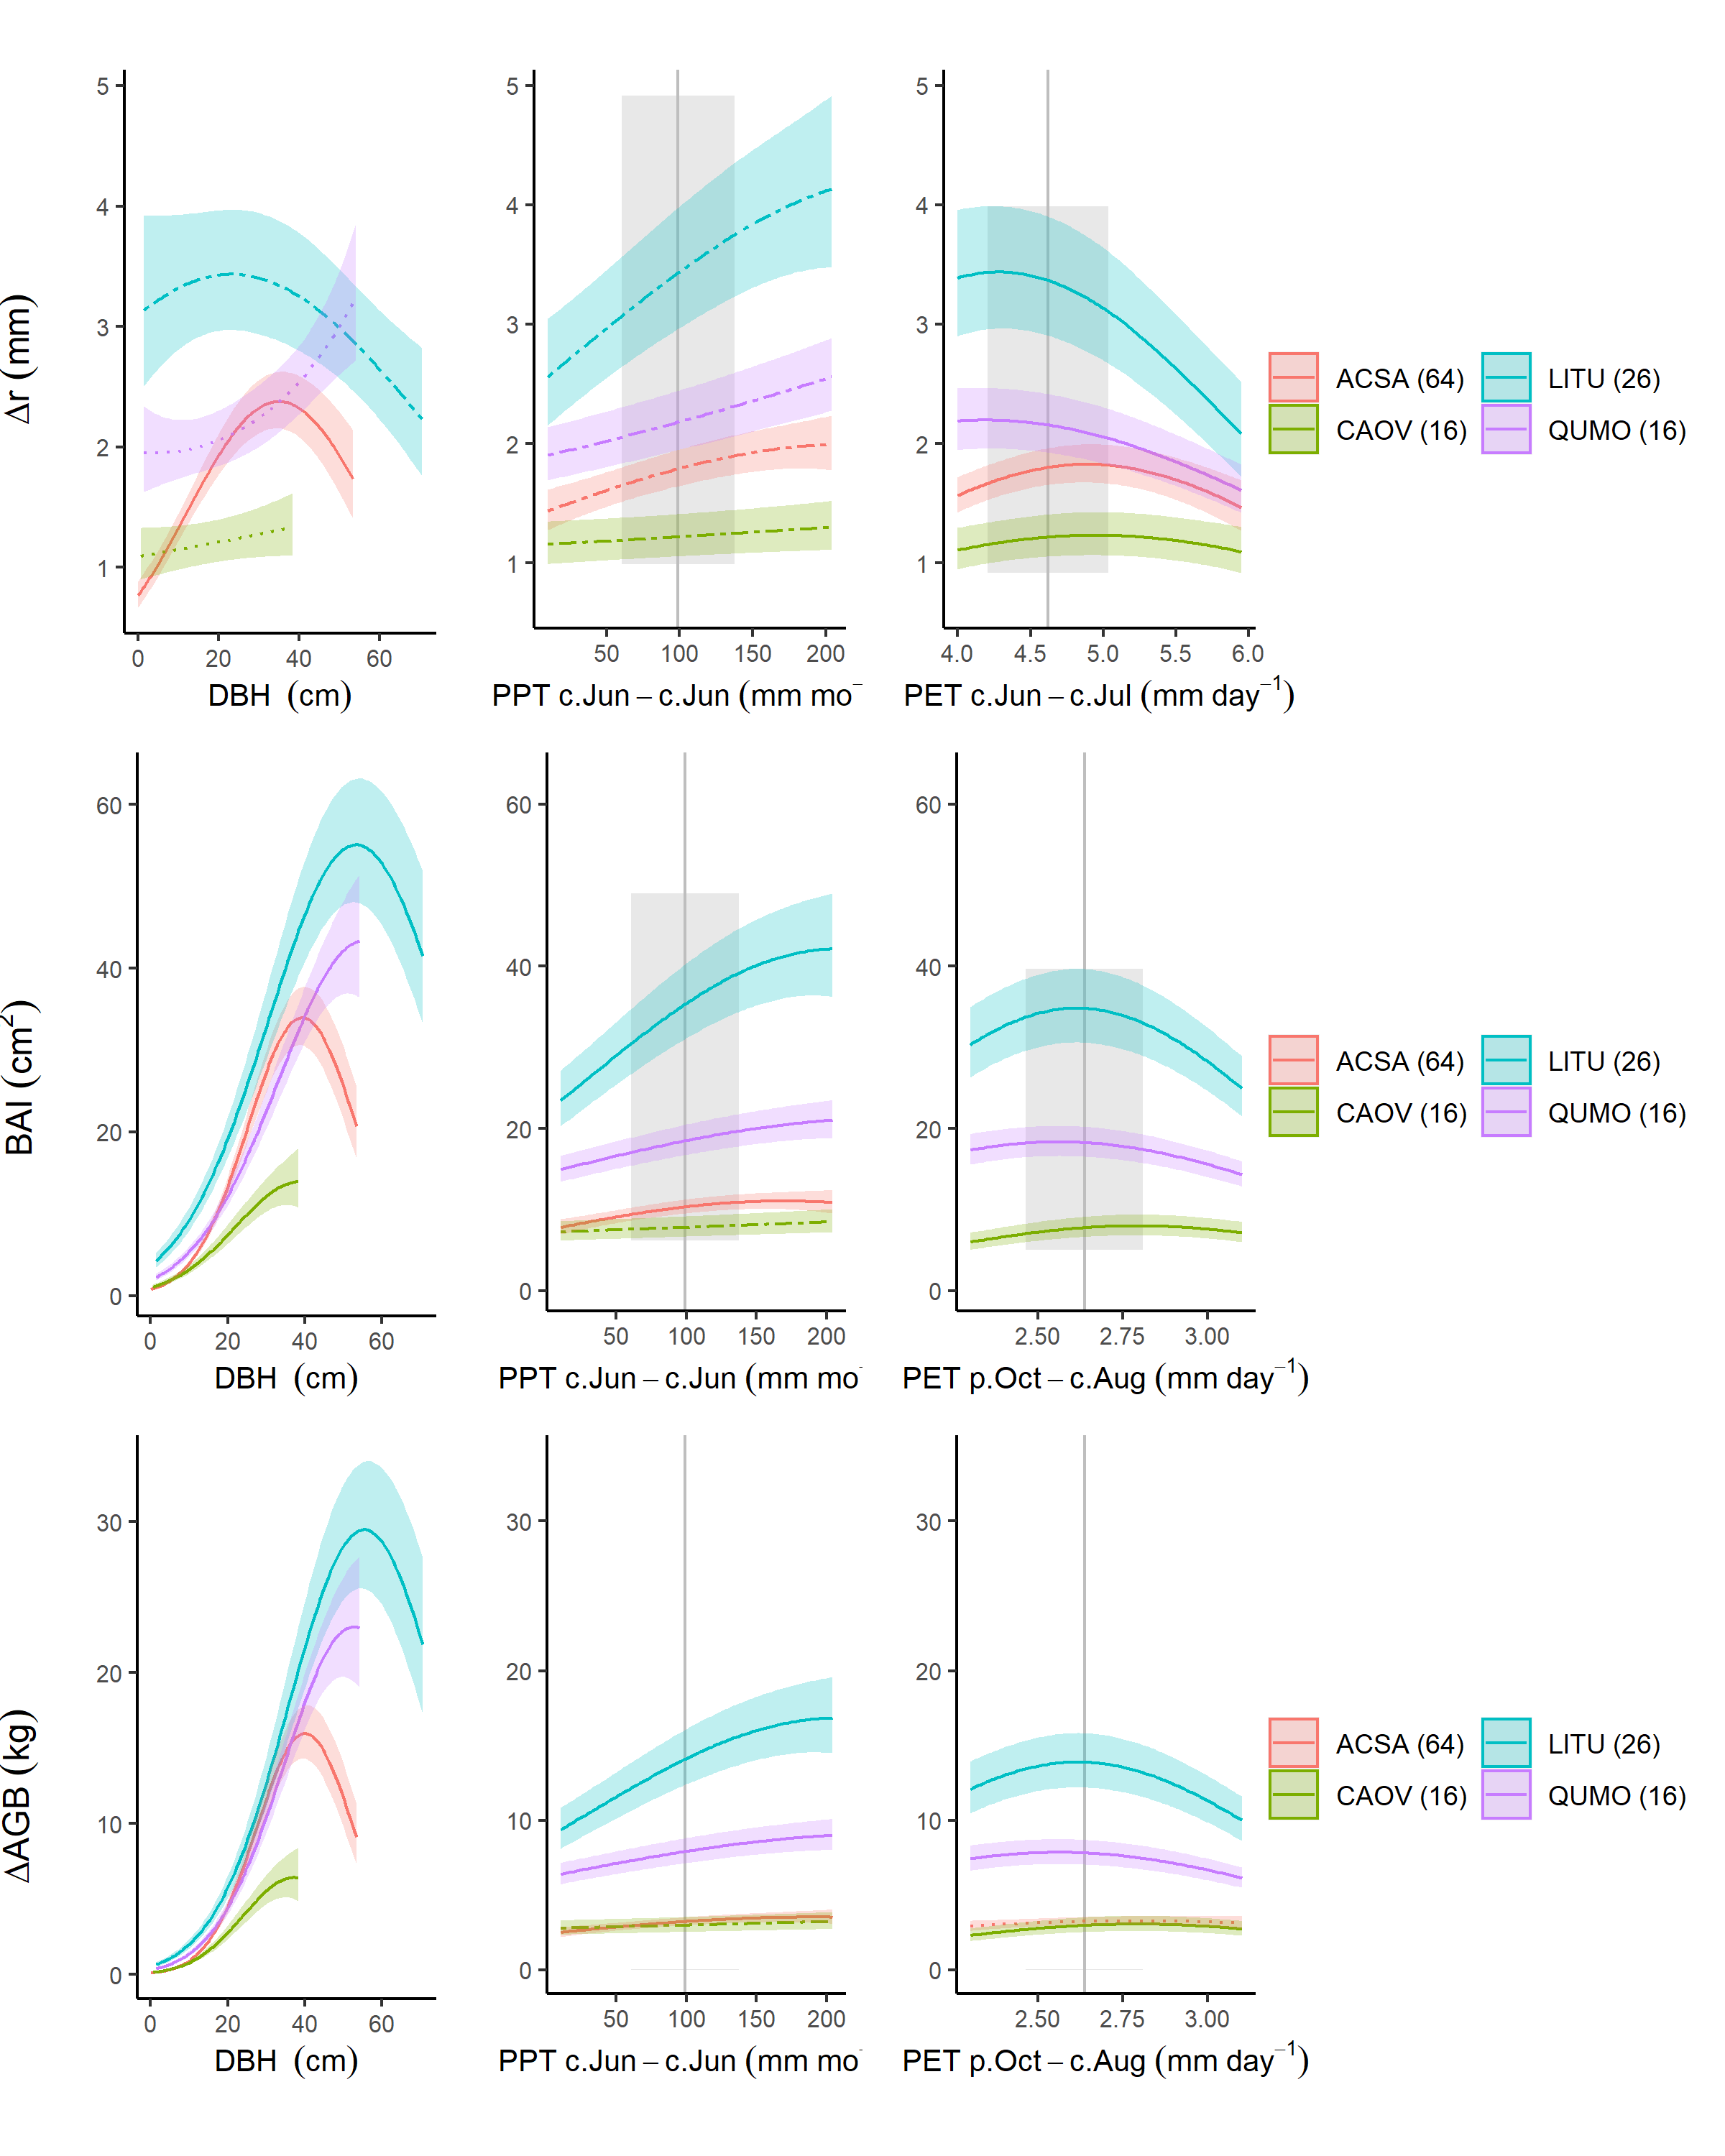 5
4
3
2
1
Δr (mm)
0 20 40 60
DBH (cm)
5
4
3
2
1
50 100 150 200
PPT c.Jun – c.Jun (mm mo⁻
5
4
3
2
1
4.0 4.5 5.0 5.5 6.0
PET c.Jun – c.Jul (mm day⁻¹)
ACSA (64) LITU (26)
CAOV (16) QUMO (16)
60
40
20
0
BAI (cm²)
0 20 40 60
DBH (cm)
60
40
20
0
50 100 150 200
PPT c.Jun – c.Jun (mm mo⁻
60
40
20
0
2.50 2.75 3.00
PET p.Oct – c.Aug (mm day⁻¹)
ACSA (64) LITU (26)
CAOV (16) QUMO (16)
30
20
10
0
ΔAGB (kg)
0 20 40 60
DBH (cm)
30
20
10
0
50 100 150 200
PPT c.Jun – c.Jun (mm mo⁻
30
20
10
0
2.50 2.75 3.00
PET p.Oct – c.Aug (mm day⁻¹)
ACSA (64) LITU (26)
CAOV (16) QUMO (16)